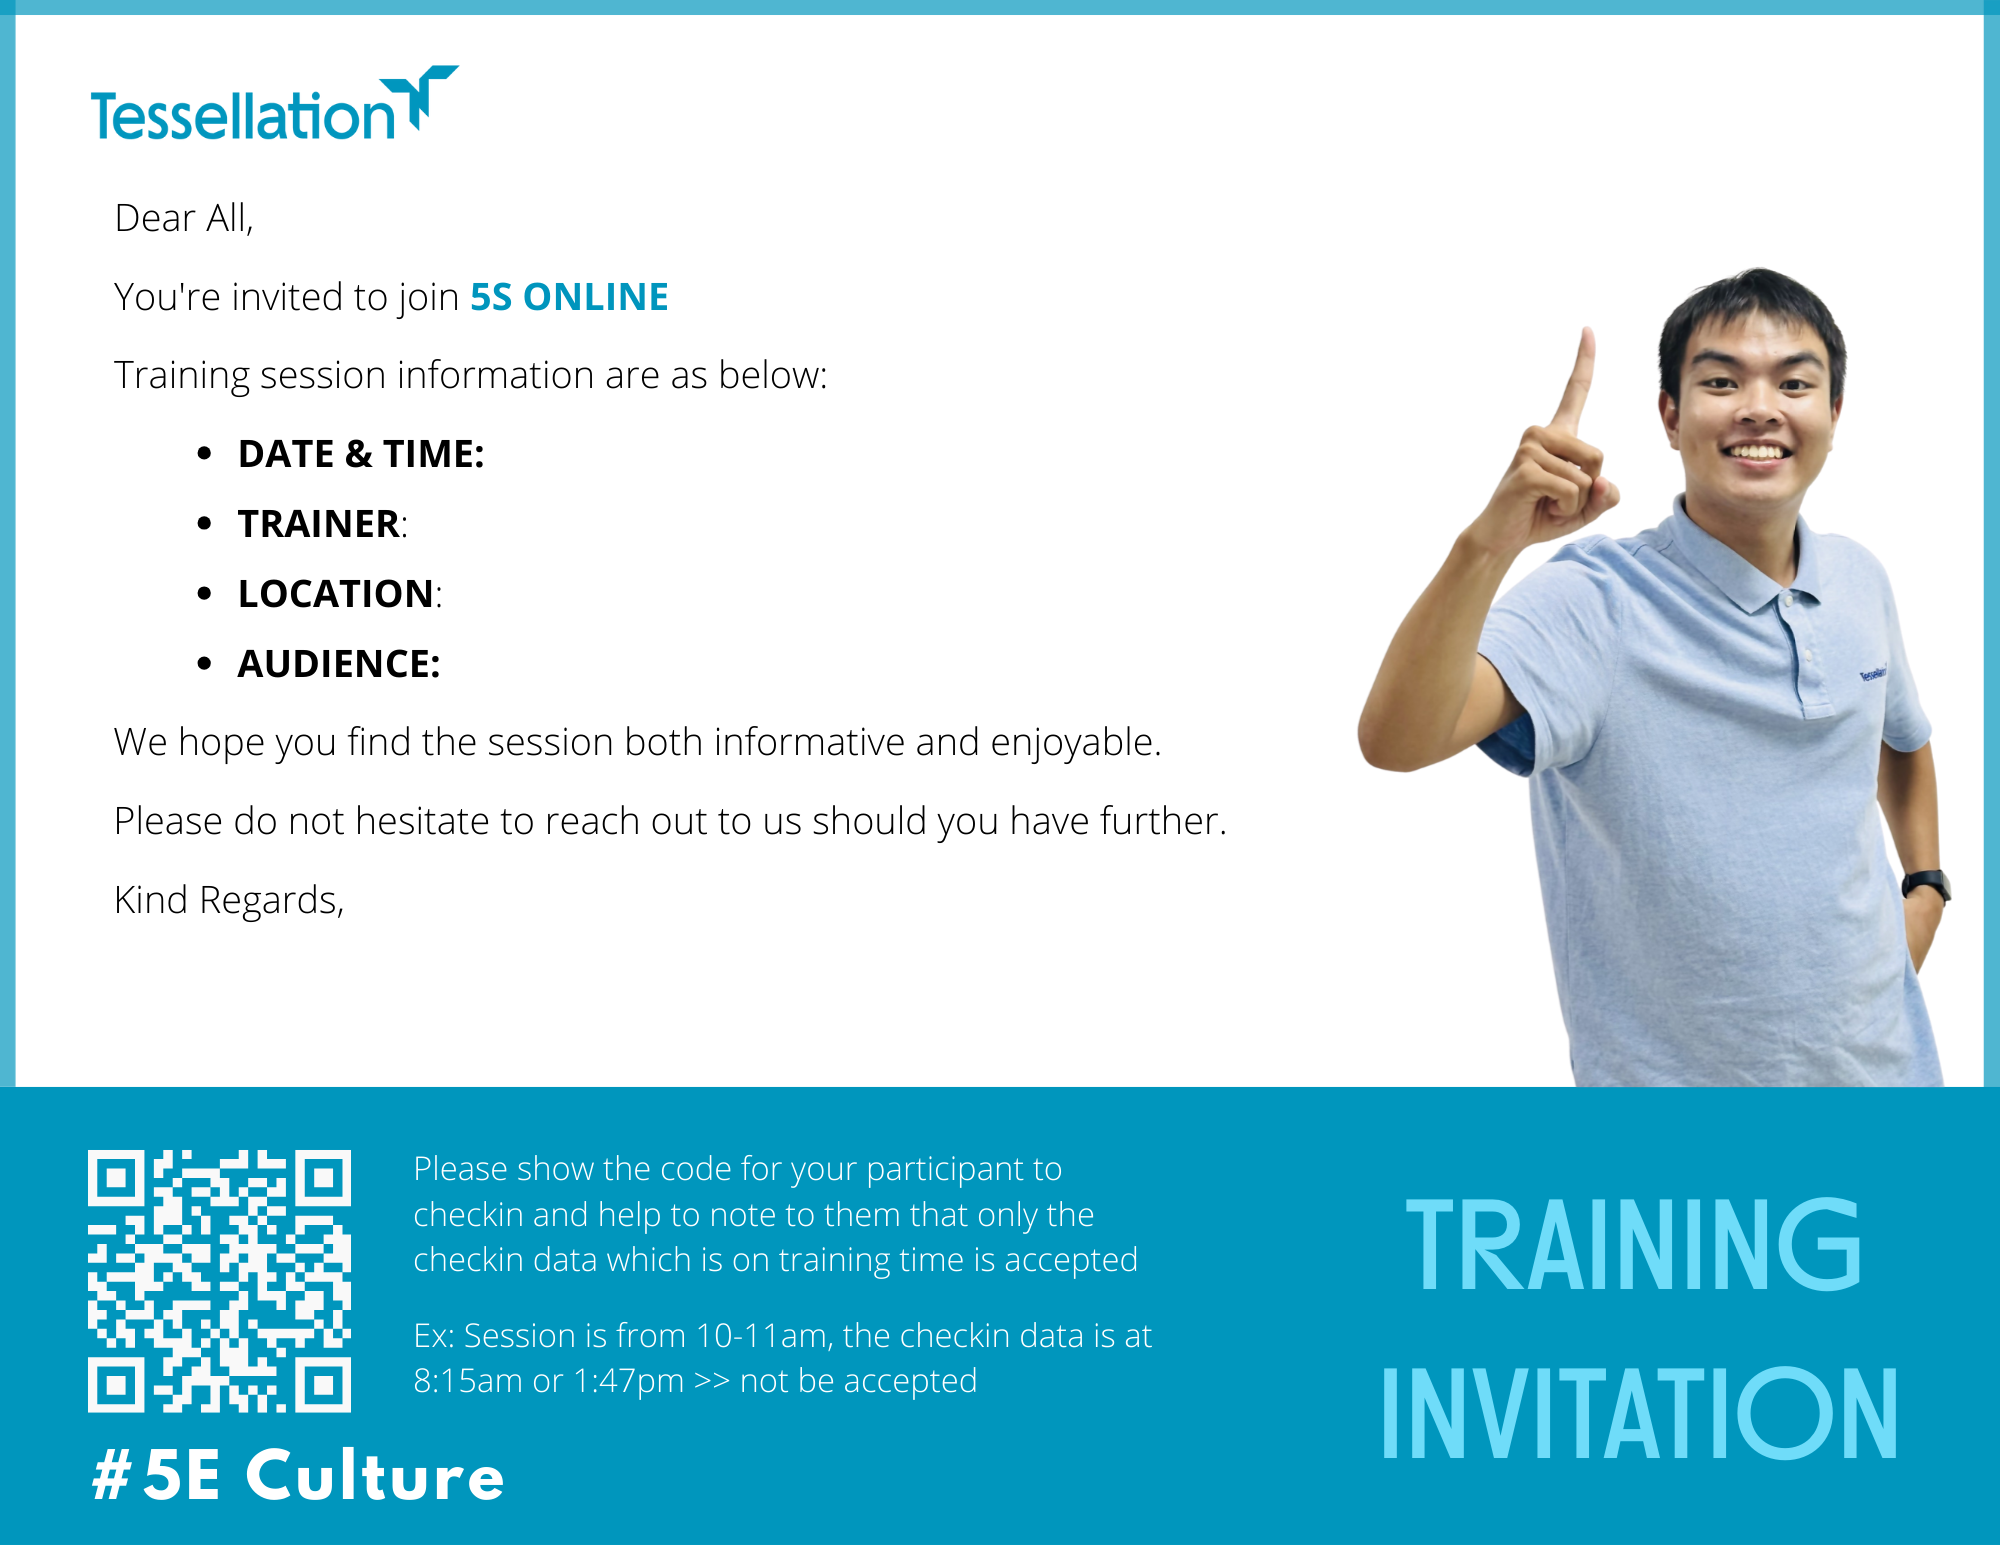 Tessellation
Dear All,
You're invited to join 5S ONLINE
Training session information are as below:
• DATE & TIME:
• TRAINER:
• LOCATION:
• AUDIENCE:
We hope you find the session both informative and enjoyable.
Please do not hesitate to reach out to us should you have further.
Kind Regards,
Tessellation
Please show the code for your participant to
checkin and help to note to them that only the
checkin data which is on training time is accepted
Ex: Session is from 10-11am, the checkin data is at
8:15am or 1:47pm >> not be accepted
#5E Culture
TRAINING
INVITATION